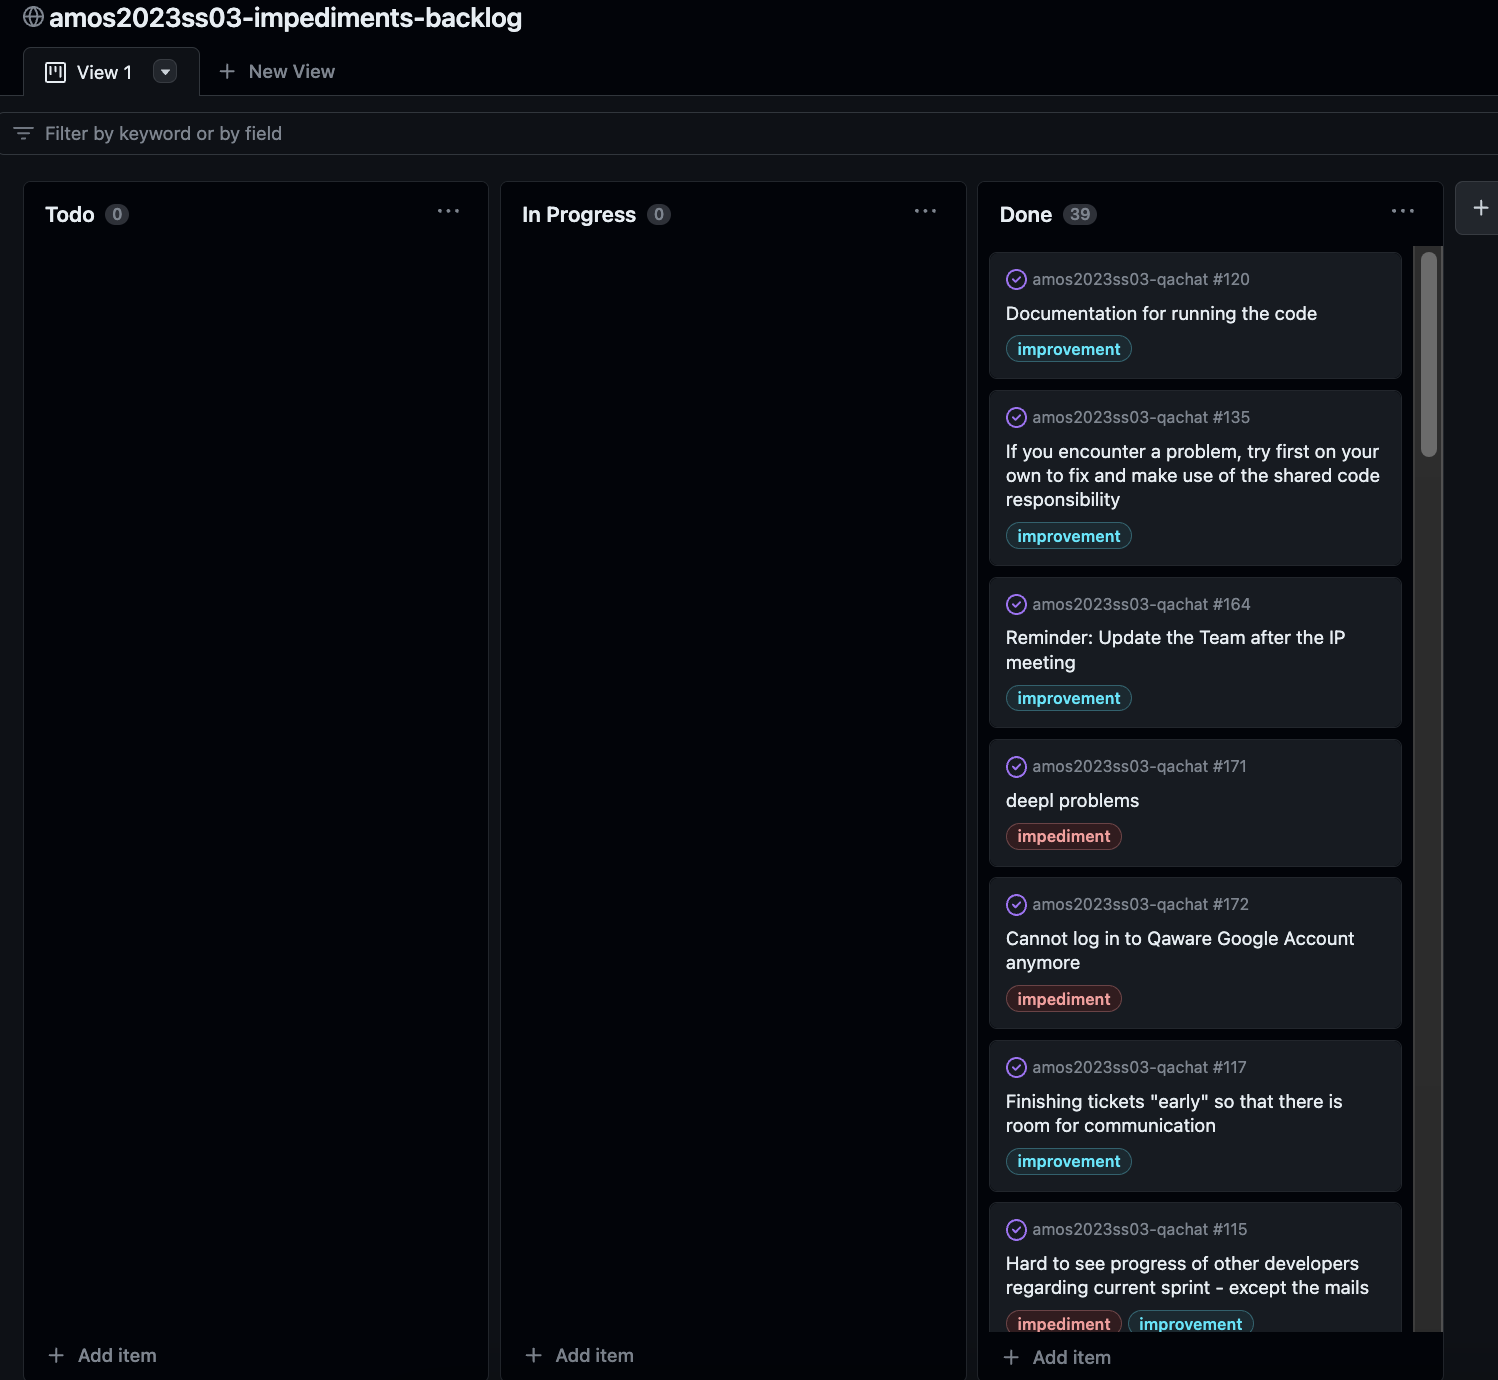 amos2023ss03-impediments-backlog
View 1
New View
Filter by keyword or by field
Todo 0
In Progress 0
Done 39
amos2023ss03-qachat #120
Documentation for running the code
improvement
amos2023ss03-qachat #135
If you encounter a problem, try first on your
own to fix and make use of the shared code
responsibility
improvement
amos2023ss03-qachat #164
Reminder: Update the Team after the IP
meeting
improvement
amos2023ss03-qachat #171
deepl problems
impediment
amos2023ss03-qachat #172
Cannot log in to Qaware Google Account
anymore
impediment
amos2023ss03-qachat #117
Finishing tickets "early" so that there is
room for communication
improvement
amos2023ss03-qachat #115
Hard to see progress of other developers
regarding current sprint - except the mails
impediment improvement
Add item
Add item
Add item